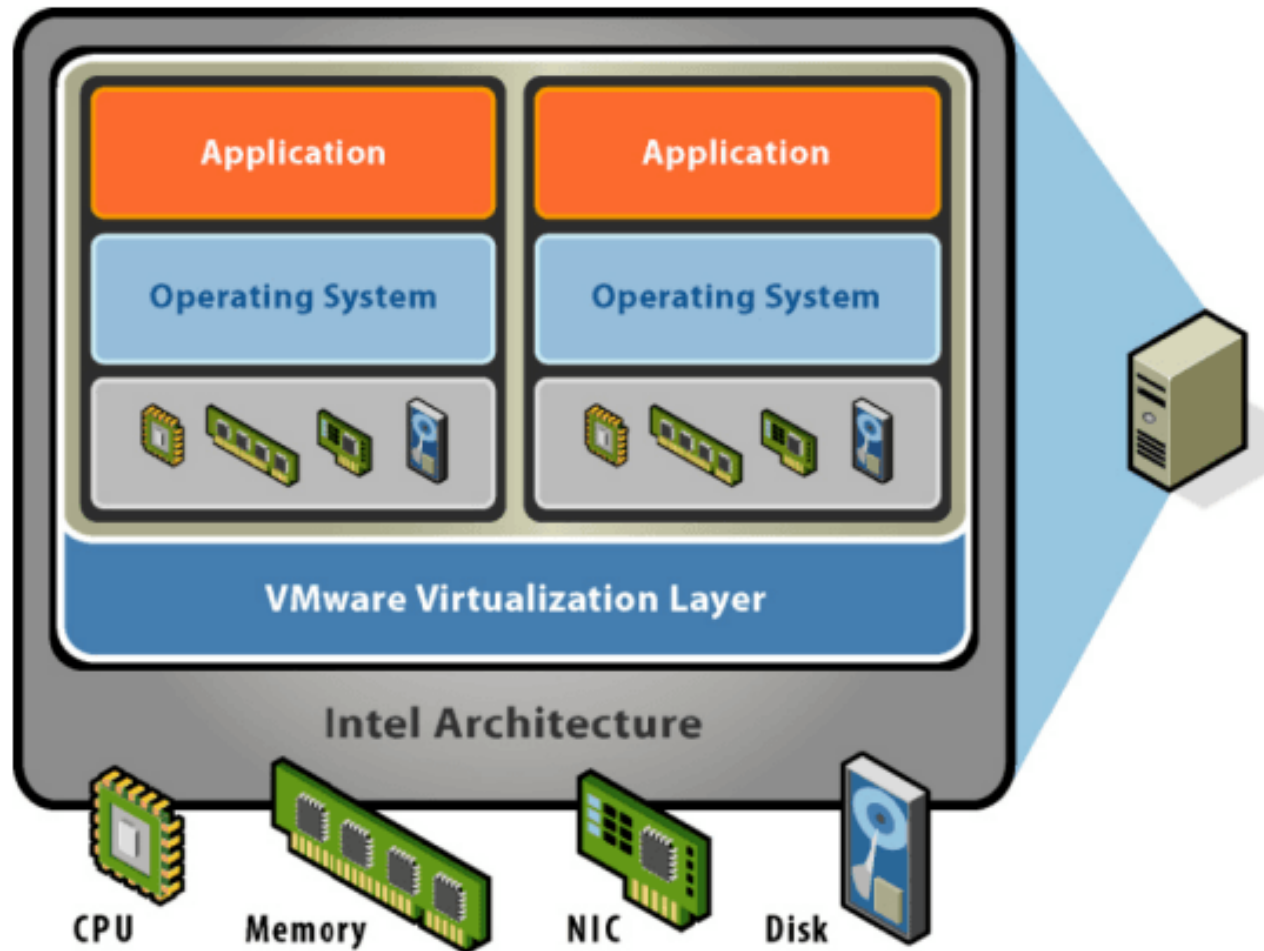 Application Application
Operating System Operating System
VMware Virtualization Layer
Intel Architecture
CPU Memory NIC Disk